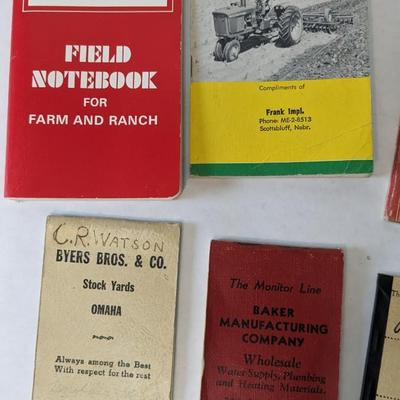 FIELD
NOTEBOOK
FOR
FARM AND RANCH
Compliments of
Frank Impl.
Phone: ME-2-8513
Scottsbluff, Nebr.
C.R. WATSON
BYERS BROS. & CO.
Stock Yards
OMAHA
Always among the Best
With respect for the rest
The Monitor Line
BAKER
MANUFACTURING
COMPANY
Wholesale
Water Supply, Plumbing
and Heating Materials.